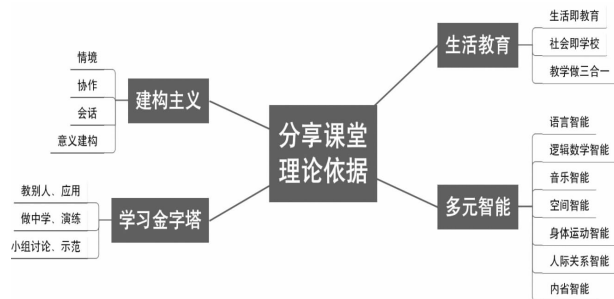 分享课堂
理论依据
建构主义
情境
协作
会话
意义建构
学习金字塔
教别人、应用
做中学、演练
小组讨论、示范
生活教育
生活即教育
社会即学校
教学做三合一
多元智能
语言智能
逻辑数学智能
音乐智能
空间智能
身体运动智能
人际关系智能
内省智能